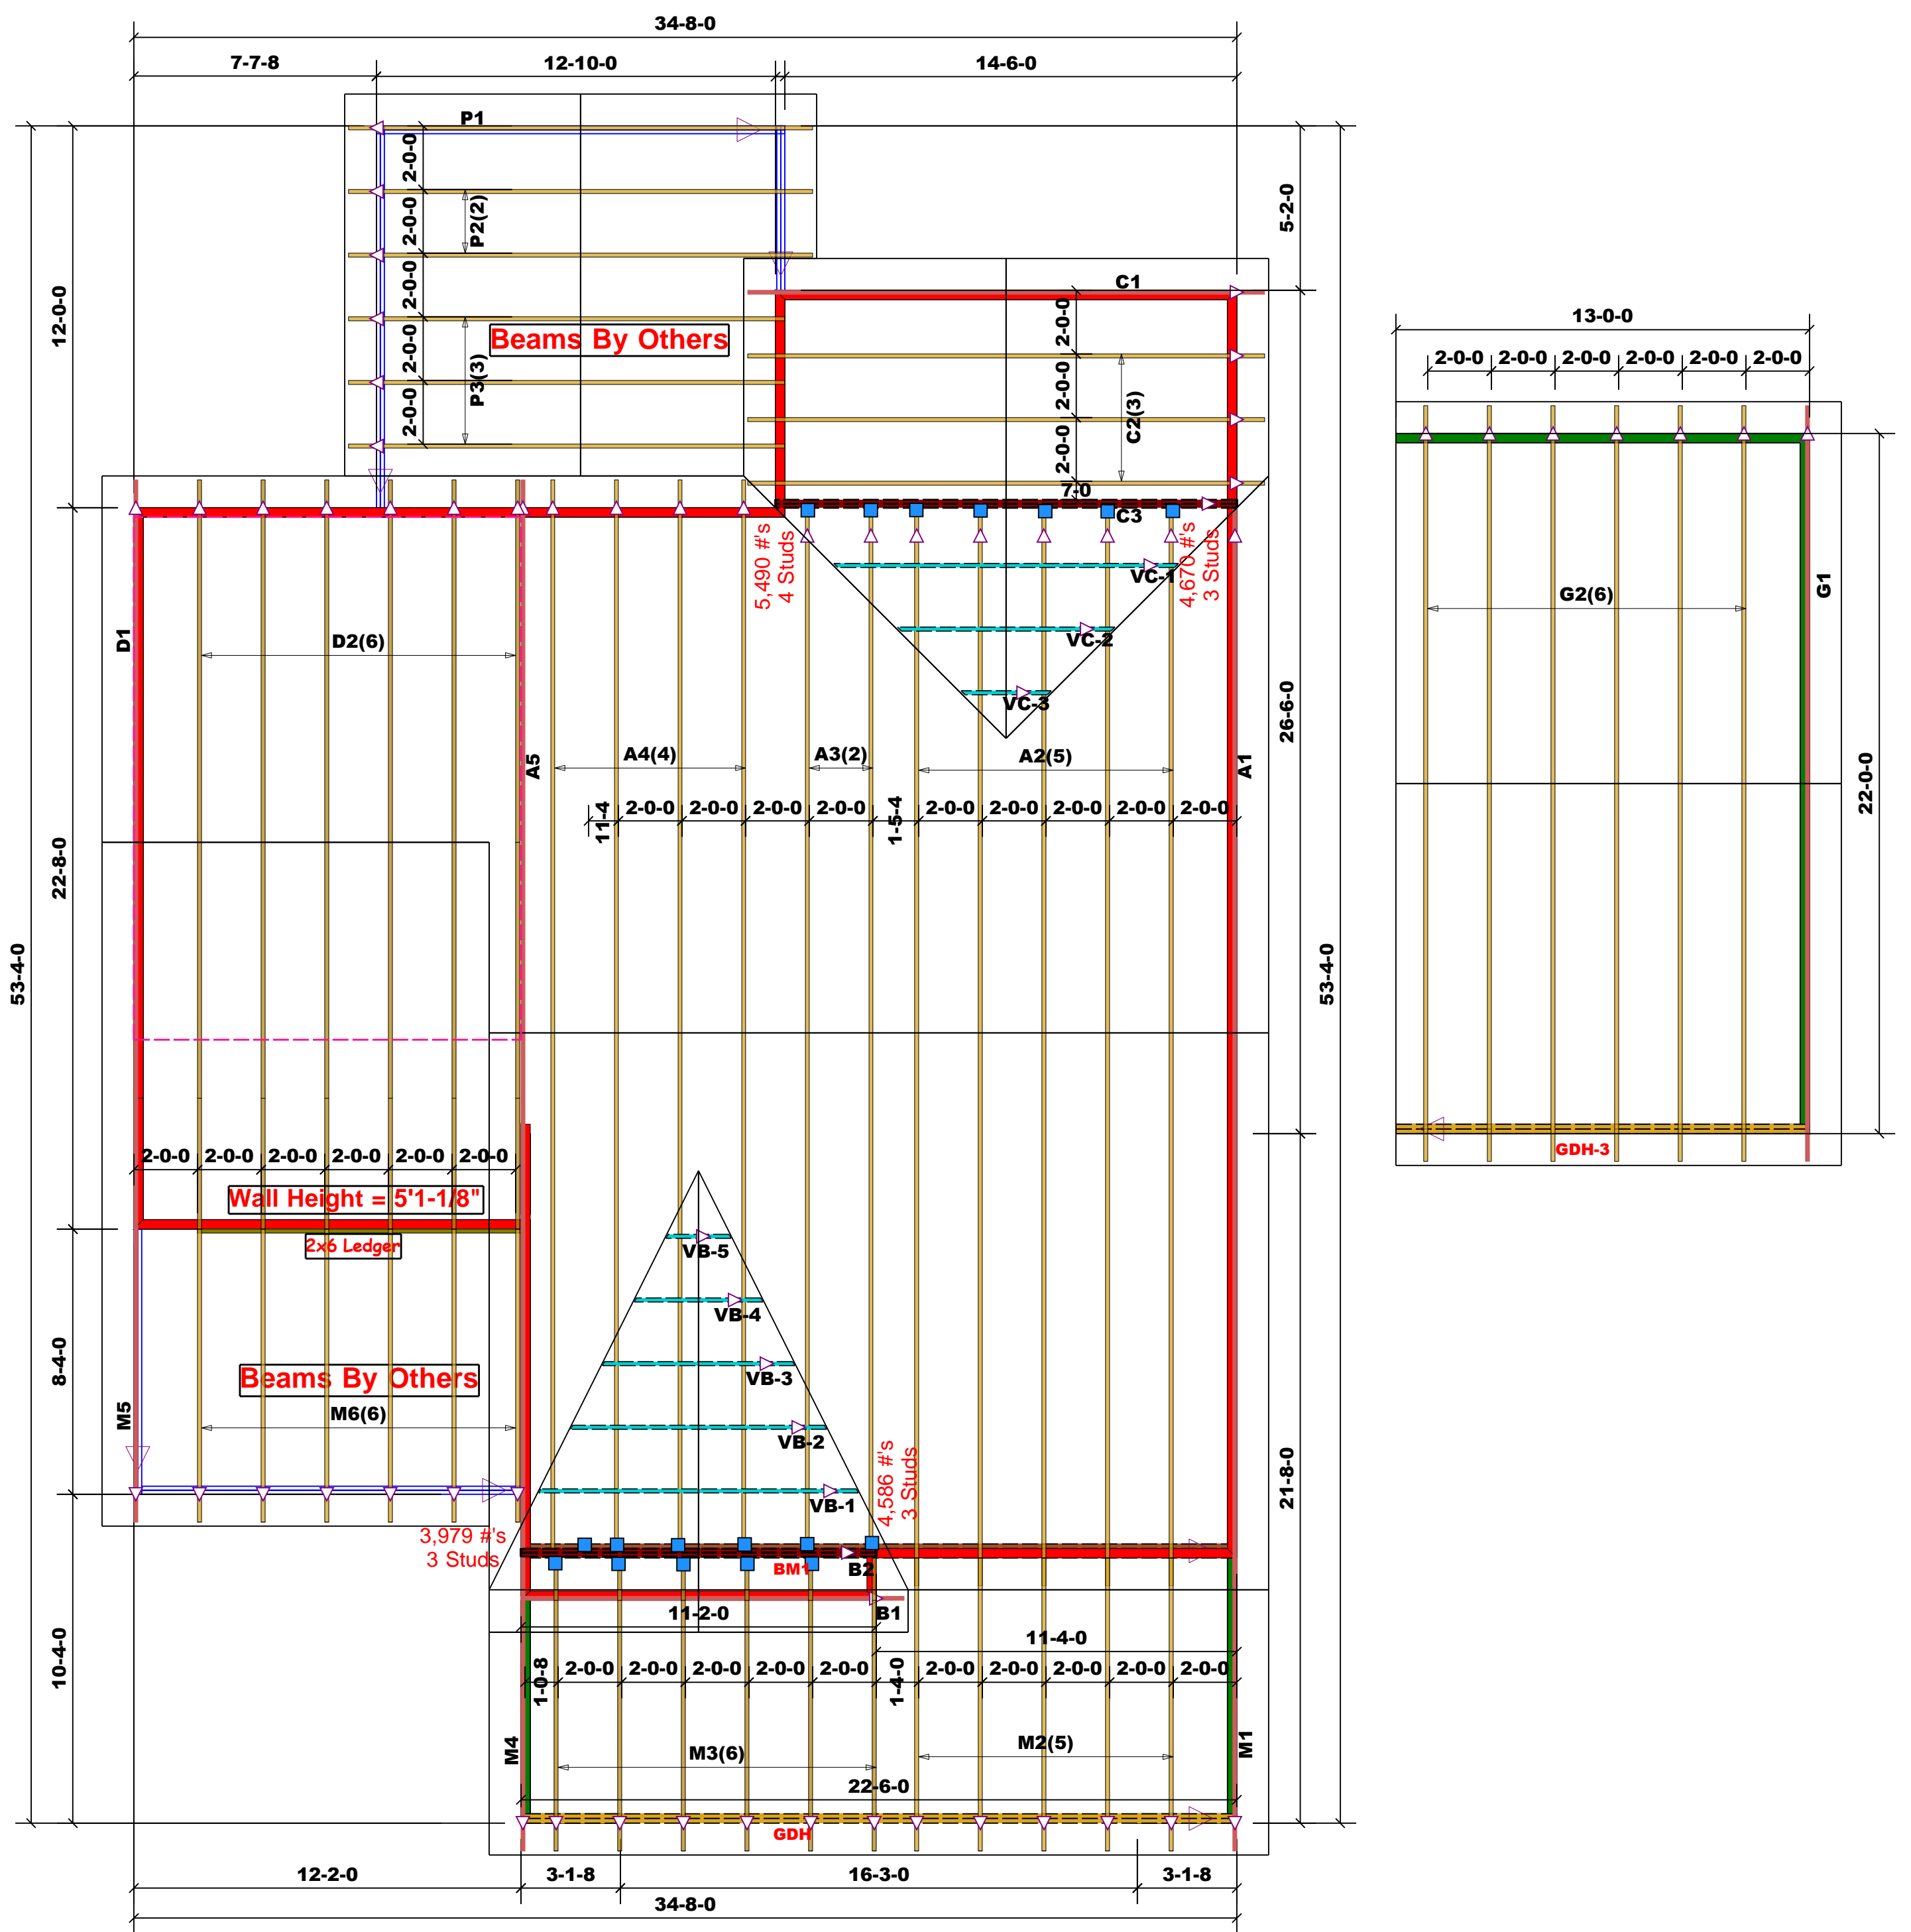 34-8-0
7-7-8
12-10-0
14-6-0
P1
2-0-0
2-0-0
P2(2)
2-0-0
2-0-0
P3(3)
2-0-0
Beams By Others
12-0-0
5-2-0
C1
2-0-0
2-0-0
C2(3)
2-0-0
7-0
C3
13-0-0
2-0-0 2-0-0 2-0-0 2-0-0 2-0-0 2-0-0
5,490 #'s
4 Studs
4,670 #'s
3 Studs
VC-1
VC-2
VC-3
D1
D2(6)
G2(6)
G1
26-6-0
22-0-0
A5
A4(4)
A3(2)
A2(5)
A1
11-4
2-0-0 2-0-0 2-0-0 2-0-0
1-5-4
2-0-0 2-0-0 2-0-0 2-0-0 2-0-0
22-8-0
53-4-0
53-4-0
GDH-3
2-0-0 2-0-0 2-0-0 2-0-0 2-0-0 2-0-0
Wall Height = 5'1-1/8"
2x6 Ledger
VB-5
VB-4
VB-3
VB-2
VB-1
8-4-0
Beams By Others
M5
M6(6)
21-8-0
4,586 #'s
3 Studs
3,979 #'s
3 Studs
BM1
B2
B1
11-2-0
11-4-0
10-4-0
1-0-8
2-0-0 2-0-0 2-0-0 2-0-0 2-0-0
1-4-0
2-0-0 2-0-0 2-0-0 2-0-0 2-0-0
M4
M3(6)
M2(5)
M1
22-6-0
GDH
12-2-0
3-1-8
16-3-0
3-1-8
34-8-0